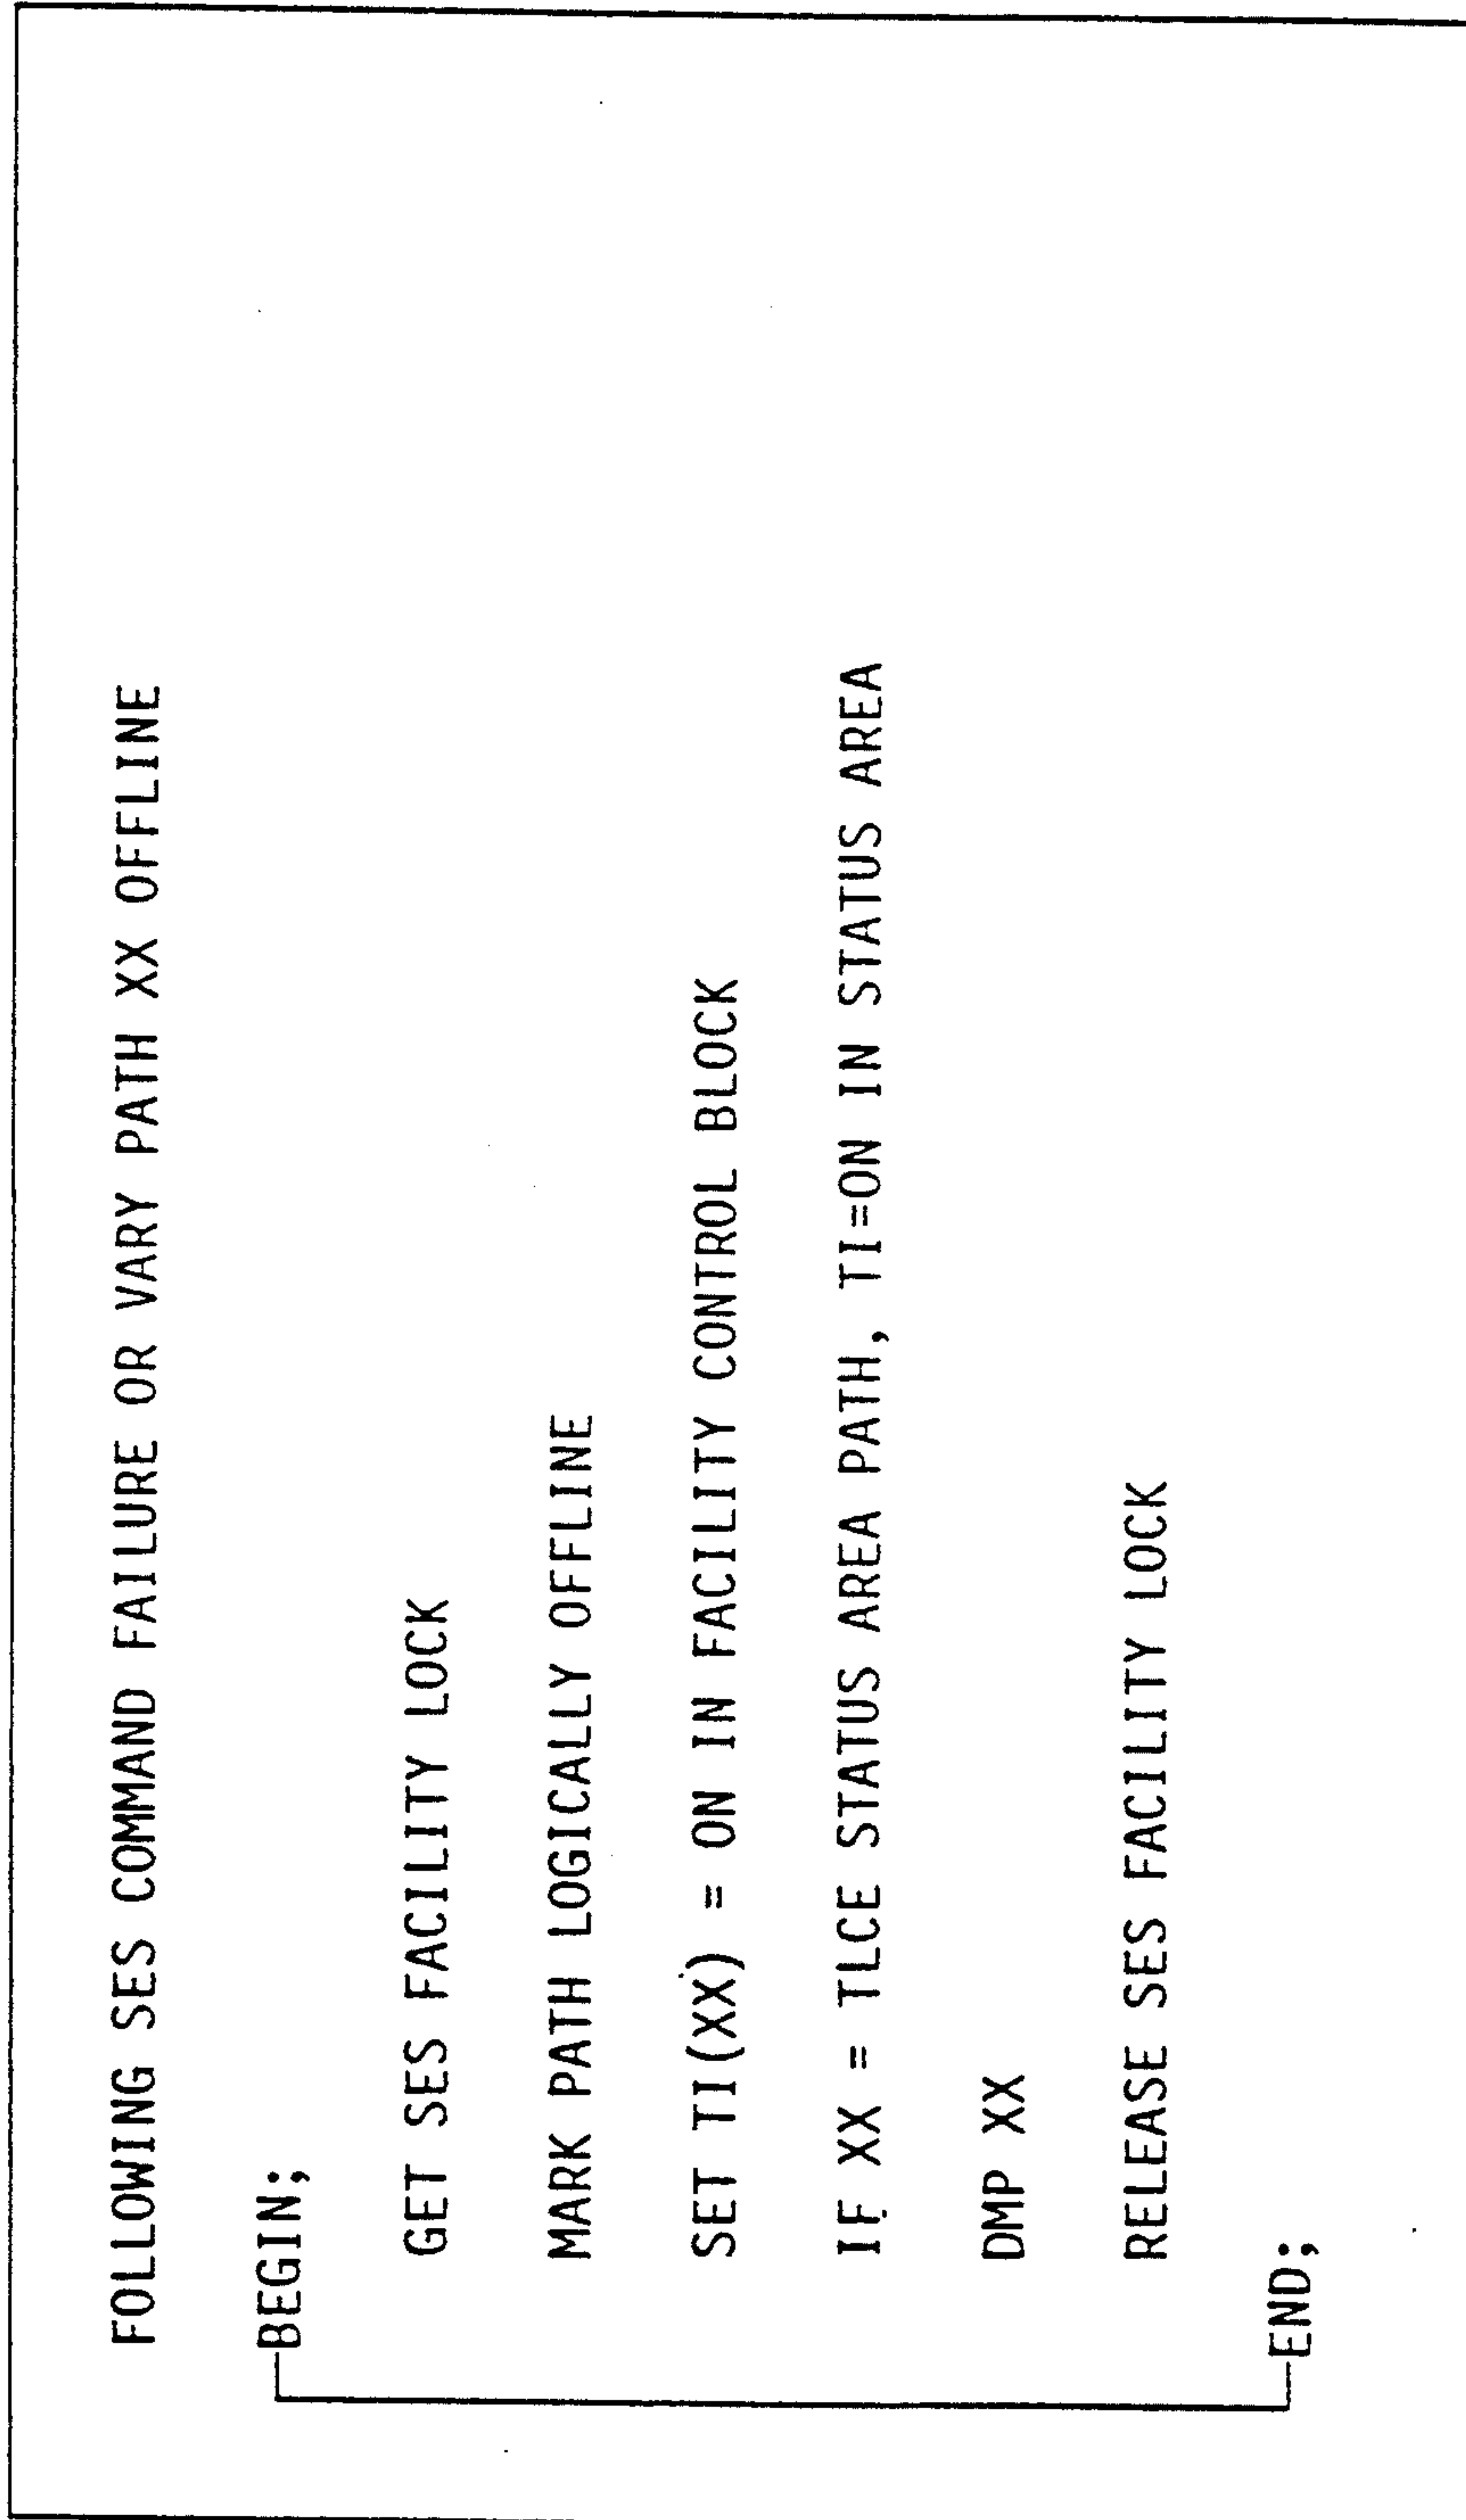 FOLLOWING SES COMMAND FAILURE OR VARY PATH XX OFFLINE
BEGIN;
GET SES FACILITY LOCK
MARK PATH LOGICALLY OFFLINE
SET TI(XX) = ON IN FACILITY CONTROL BLOCK
IF XX = TLCE STATUS AREA PATH, TI=ON IN STATUS AREA
DMP XX
RELEASE SES FACILITY LOCK
END;